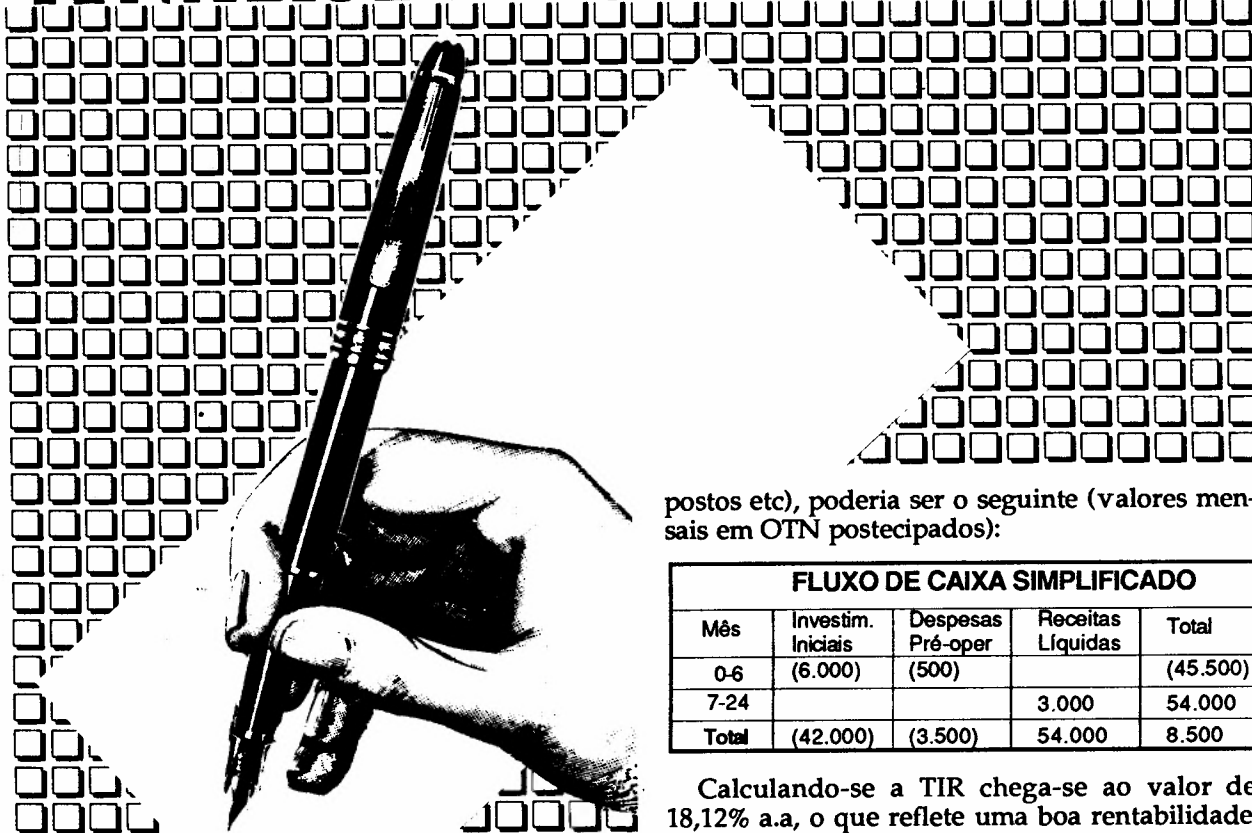 postos etc), poderia ser o seguinte (valores men-
sais em OTN postecipados):
FLUXO DE CAIXA SIMPLIFICADO
Mês Investim. Iniciais Despesas Pré-oper Receitas Líquidas Total
0-6 (6.000) (500) (45.500)
7-24 3.000 54.000
Total (42.000) (3.500) 54.000 8.500
Calculando-se a TIR chega-se ao valor de
18,12% a.a, o que reflete uma boa rentabilidade